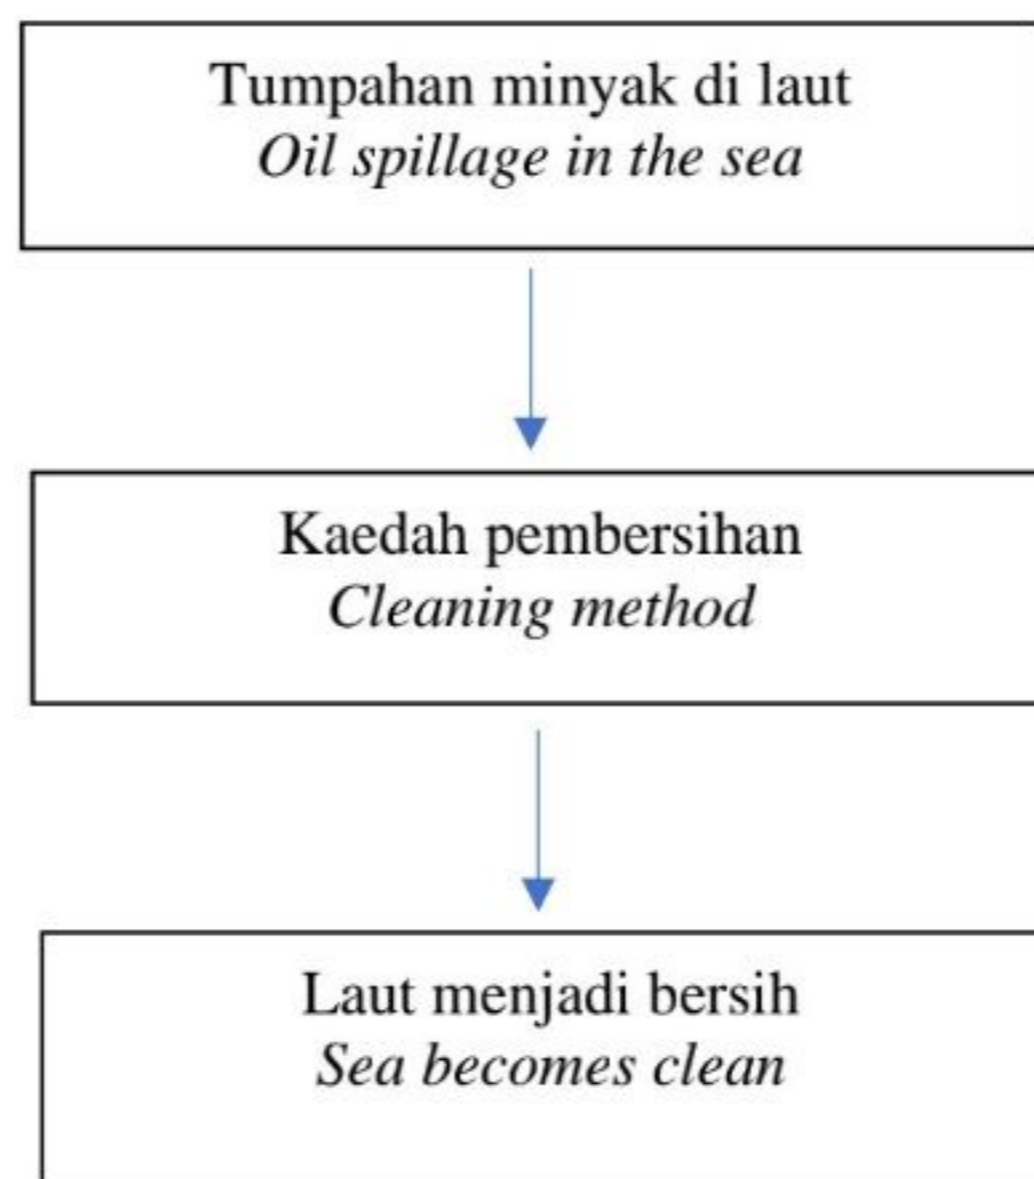 Tumpahan minyak di laut
Oil spillage in the sea
Kaedah pembersihan
Cleaning method
Laut menjadi bersih
Sea becomes clean